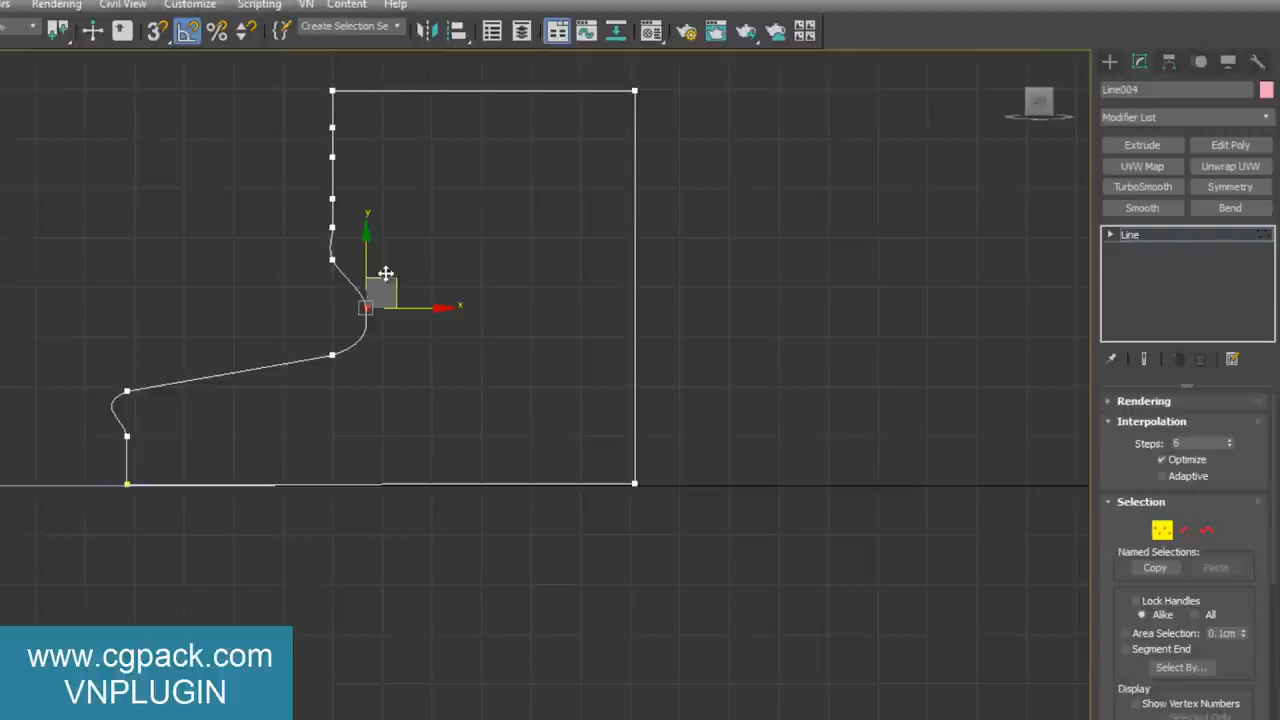 Rendering Civil View Customize Scripting VN Content Help
Create Selection Se
Line004
Modifier List
Extrude Edit Poly
UVW Map Unwrap UVW
TurboSmooth Symmetry
Smooth Bend
Line
y
x
Rendering
Interpolation
Steps: 6
Optimize
Adaptive
Selection
Named Selections:
Copy Paste
Lock Handles
Alike All
Area Selection: 0.1cm
Segment End
Select By...
Display
Show Vertex Numbers
www.cgpack.com
VNPLUGIN